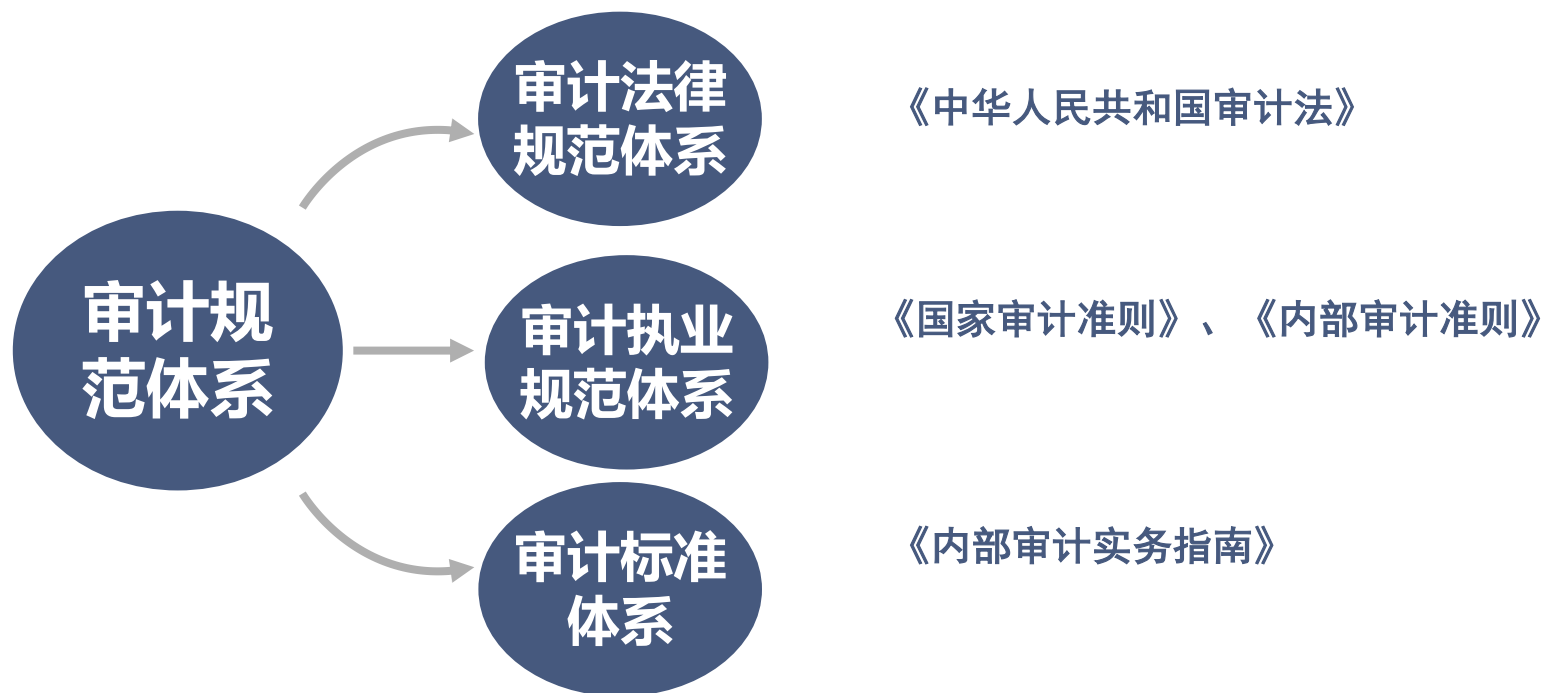 审计规
范体系
审计法律
规范体系
《中华人民共和国审计法》
审计执业
规范体系
《国家审计准则》、《内部审计准则》
审计标准
体系
《内部审计实务指南》